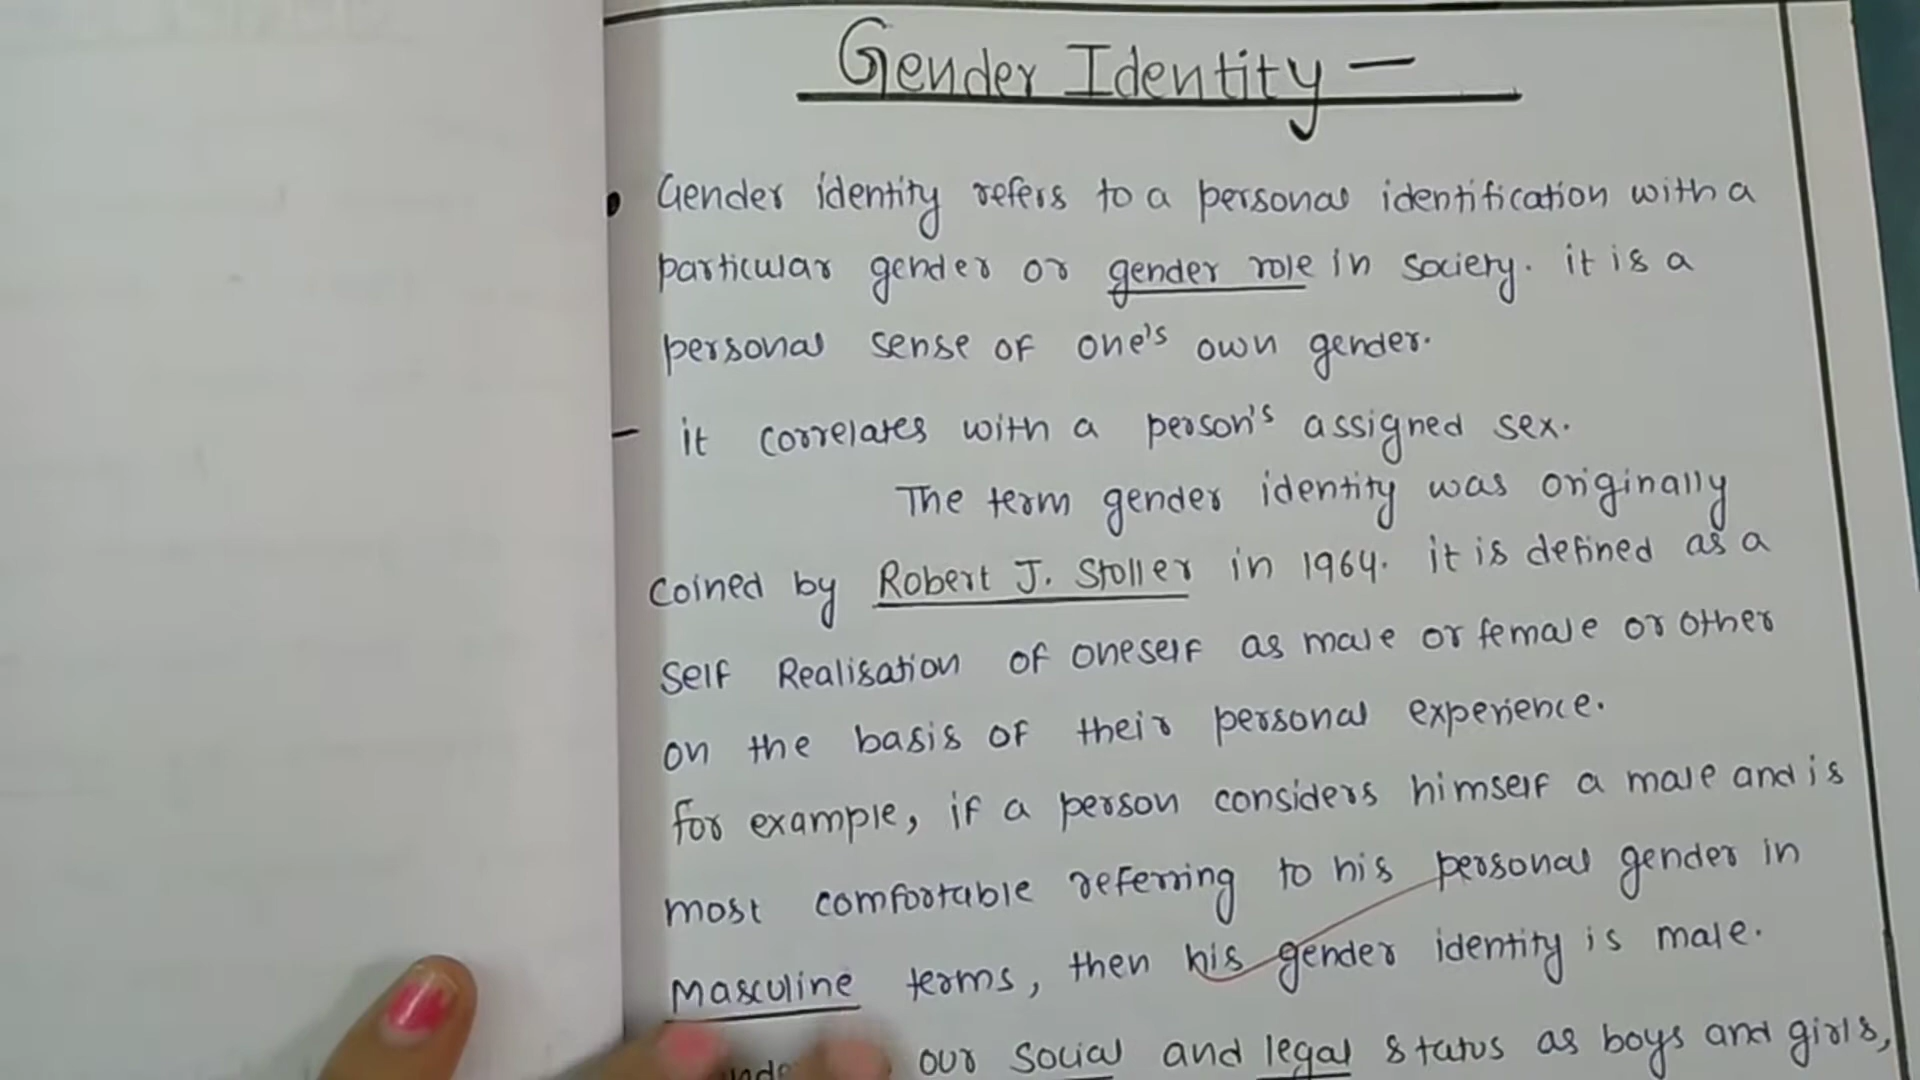 Gender Identity -
• Gender identity refers to a personal identification with a
particular gender or gender role in society. it is a
personal sense of one's own gender.
- it correlates with a person's assigned sex.
The term gender identity was originally
coined by Robert J. Stoller in 1964. it is defined as a
self Realisation of oneself as male or female or other
on the basis of their personal experience.
for example, if a person considers himself a male and is
most comfortable referring to his personal gender in
Masculine terms, then his gender identity is male.
our social and legal status as boys and girls,